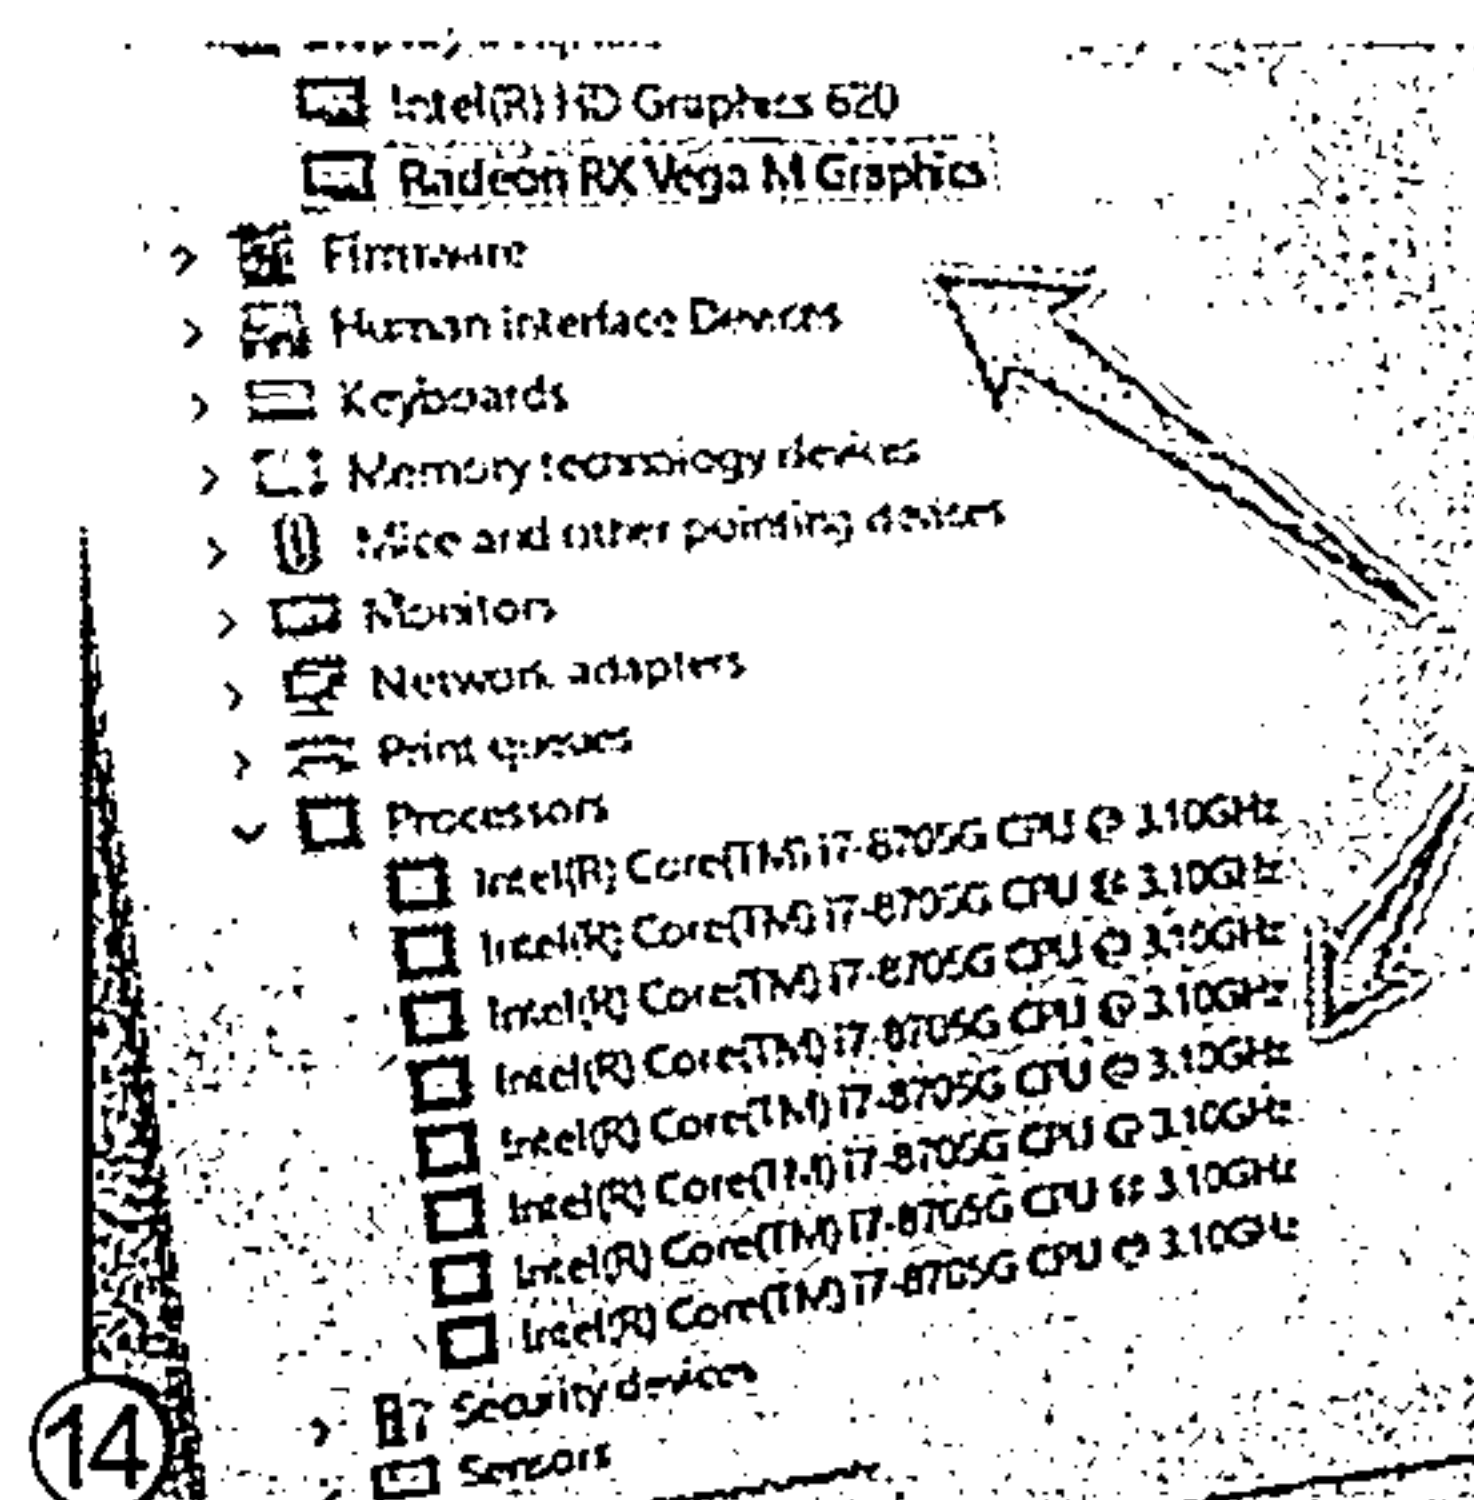 Intel(R) HD Graphics 620
Radeon RX Vega M Graphics
Firmware
Human Interface Devices
Keyboards
Memory technology devices
Mice and other pointing devices
Monitors
Network adapters
Print queues
Processors
Intel(R) Core(TM) i7-8705G CPU @ 3.10GHz
Intel(R) Core(TM) i7-8705G CPU @ 3.10GHz
Intel(R) Core(TM) i7-8705G CPU @ 3.10GHz
Intel(R) Core(TM) i7-8705G CPU @ 3.10GHz
Intel(R) Core(TM) i7-8705G CPU @ 3.10GHz
Intel(R) Core(TM) i7-8705G CPU @ 3.10GHz
Intel(R) Core(TM) i7-8705G CPU @ 3.10GHz
Intel(R) Core(TM) i7-8705G CPU @ 3.10GHz
Security devices
Sensors
14